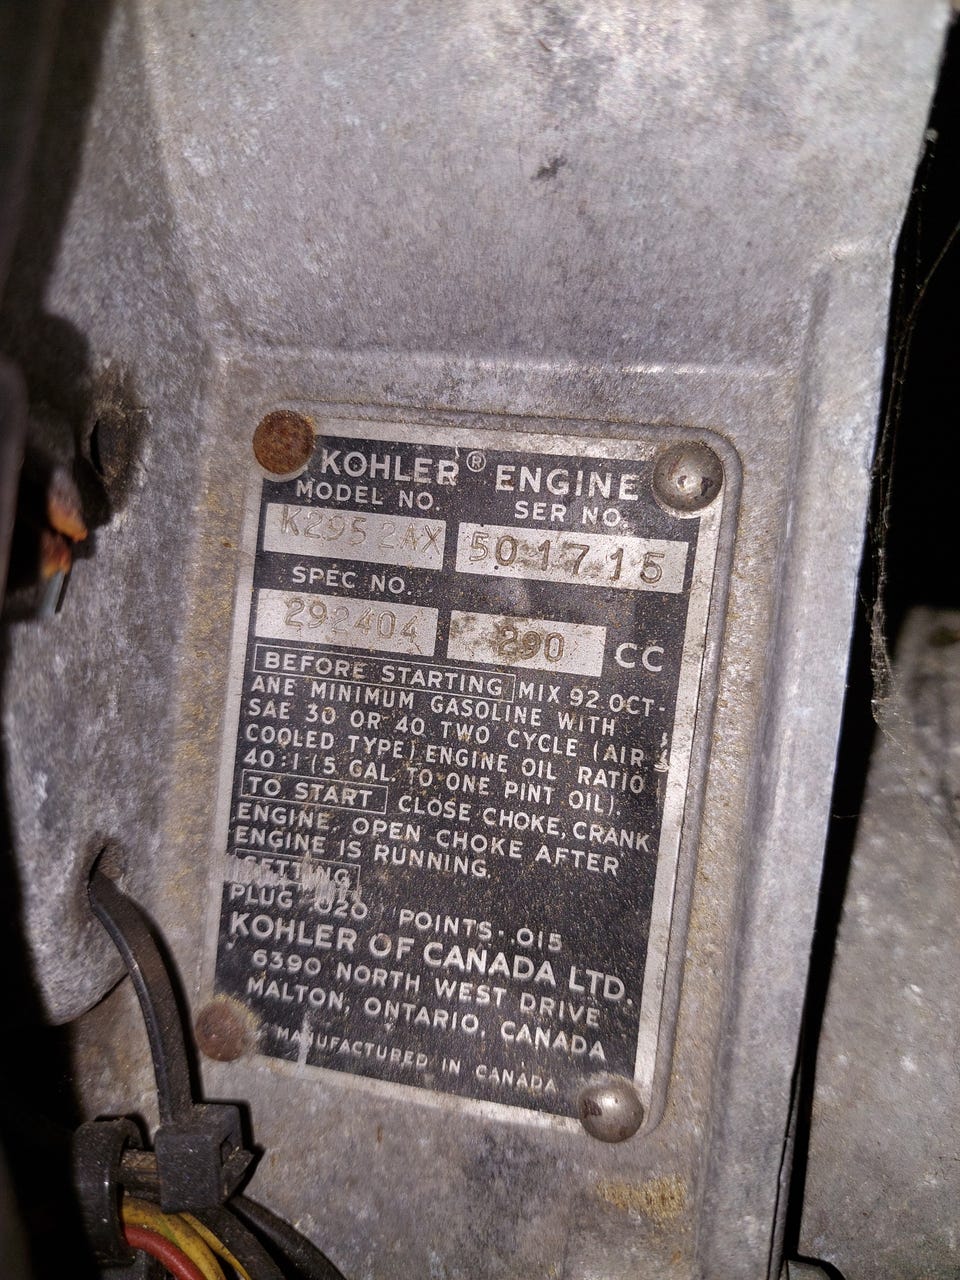 KOHLER® ENGINE
MODEL NO. SER NO.
K295 2AX 501715
SPEC NO.
292404 290 CC
BEFORE STARTING MIX 92 OCT-
ANE MINIMUM GASOLINE WITH
SAE 30 OR 40 TWO CYCLE (AIR
COOLED TYPE) ENGINE OIL RATIO
40:1 (5 GAL. TO ONE PINT OIL).
TO START CLOSE CHOKE, CRANK
ENGINE, OPEN CHOKE AFTER
ENGINE IS RUNNING.
SETTING
PLUG .020 POINTS .015
KOHLER OF CANADA LTD.
6390 NORTH WEST DRIVE
MALTON, ONTARIO, CANADA
MANUFACTURED IN CANADA